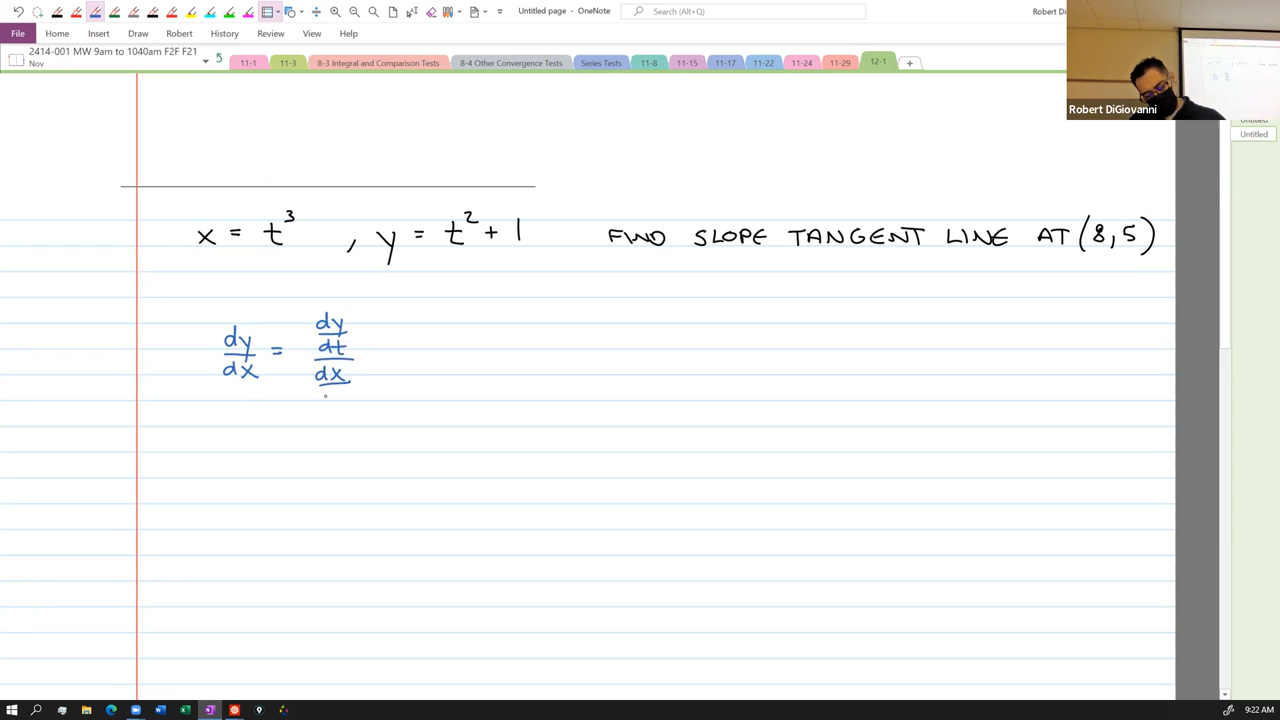 Untitled page - OneNote
Search (Alt+Q)
Robert Di
File Home Insert Draw Robert History Review View Help
2414-001 MW 9am to 1040am F2F F21
Nov
5
11-1 11-3 8-3 Integral and Comparison Tests 8-4 Other Convergence Tests Series Tests 11-8 11-15 11-17 11-22 11-24 11-29 12-1
Robert DiGiovanni
Untitled
x = t³ , y = t² + 1 FIND SLOPE TANGENT LINE AT (8,5)
dy/dx = dy/dt / dx
9:22 AM